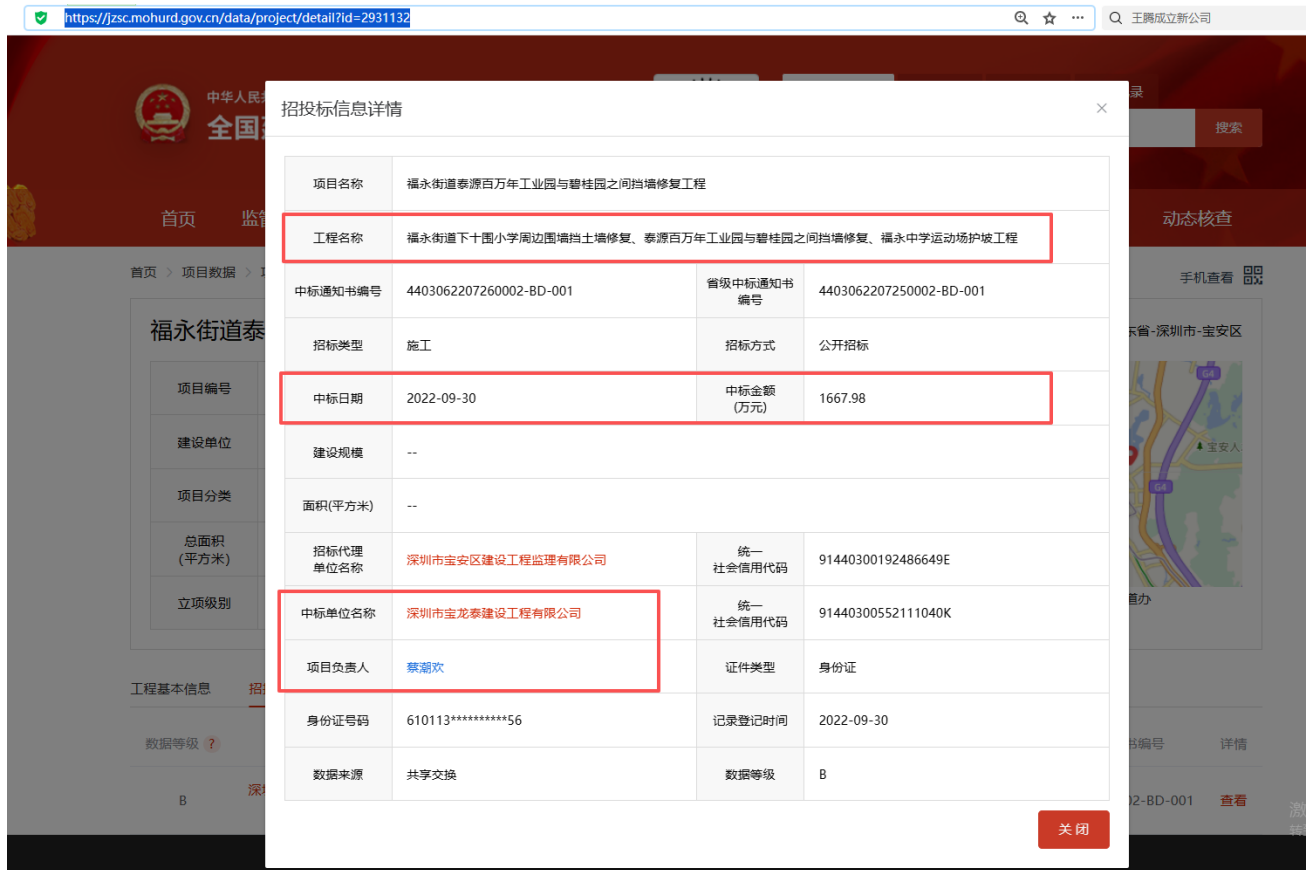 https://jzsc.mohurd.gov.cn/data/project/detail?id=2931132
王腾成立新公司
中华人民
全国
录
搜索
首页
监管
动态核查
首页 > 项目数据 >
手机查看
招投标信息详情
项目名称 福永街道泰源百万年工业园与碧桂园之间挡墙修复工程
工程名称 福永街道下十围小学周边围墙挡土墙修复、泰源百万年工业园与碧桂园之间挡墙修复、福永中学运动场护坡工程
中标通知书编号 4403062207260002-BD-001 省级中标通知书
编号 4403062207250002-BD-001
招标类型 施工 招标方式 公开招标
中标日期 2022-09-30 中标金额
(万元) 1667.98
建设规模 --
面积(平方米) --
招标代理
单位名称 深圳市宝安区建设工程监理有限公司 统一
社会信用代码 91440300192486649E
中标单位名称 深圳市宝龙泰建设工程有限公司 统一
社会信用代码 91440300552111040K
项目负责人 蔡潮欢 证件类型 身份证
身份证号码 610113**********56 记录登记时间 2022-09-30
数据来源 共享交换 数据等级 B
关闭
福永街道泰
东省-深圳市-宝安区
项目编号
建设单位
项目分类
总面积
(平方米)
立项级别
G4
宝安人
G4
道办
工程基本信息
招
数据等级 ?
书编号 详情
B
深
02-BD-001 查看